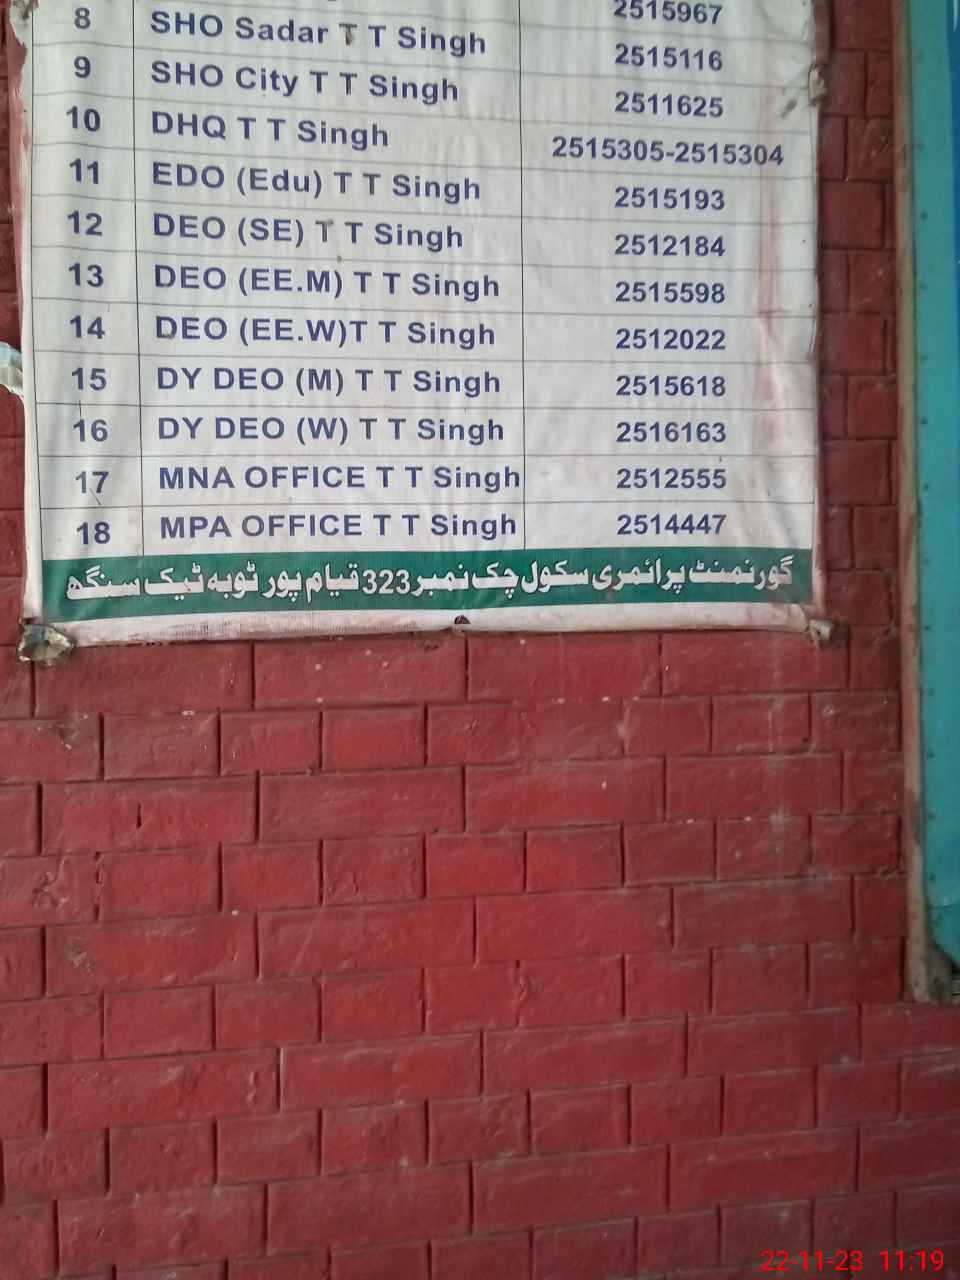 2515967
8 SHO Sadar T T Singh 2515116
9 SHO City T T Singh 2511625
10 DHQ T T Singh 2515305-2515304
11 EDO (Edu) T T Singh 2515193
12 DEO (SE) T T Singh 2512184
13 DEO (EE.M) T T Singh 2515598
14 DEO (EE.W)T T Singh 2512022
15 DY DEO (M) T T Singh 2515618
16 DY DEO (W) T T Singh 2516163
17 MNA OFFICE T T Singh 2512555
18 MPA OFFICE T T Singh 2514447
گورنمنٹ پرائمری سکول چک نمبر323 قیام پور ٹوبہ ٹیک سنگھ
22-11-23 11:19